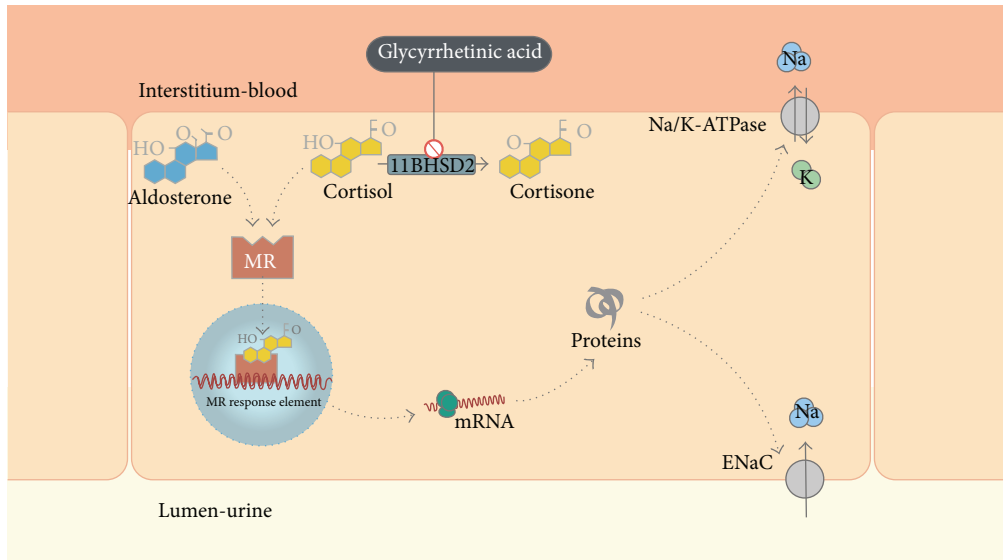 Glycyrrhetinic acid
Na
Interstitium-blood
Na/K-ATPase
O
O
HO
HO
O
O
O
11BHSD2
K
Aldosterone
Cortisol
Cortisone
MR
HO
O
Proteins
MR response element
mRNA
Na
ENaC
Lumen-urine